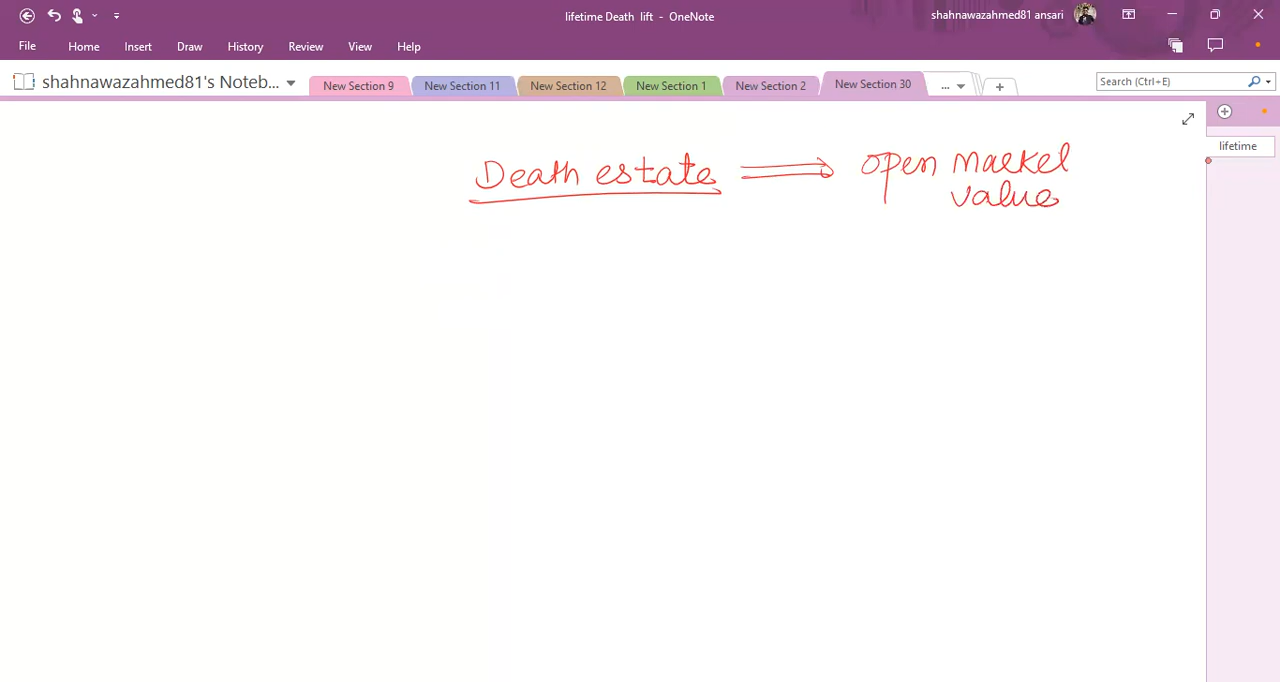 lifetime Death lift - OneNote
shahnawazahmed81 ansari
File Home Insert Draw History Review View Help
shahnawazahmed81's Noteb... New Section 9 New Section 11 New Section 12 New Section 1 New Section 2 New Section 30 ... + Search (Ctrl+E)
lifetime
Death estate ⟹ open market
value